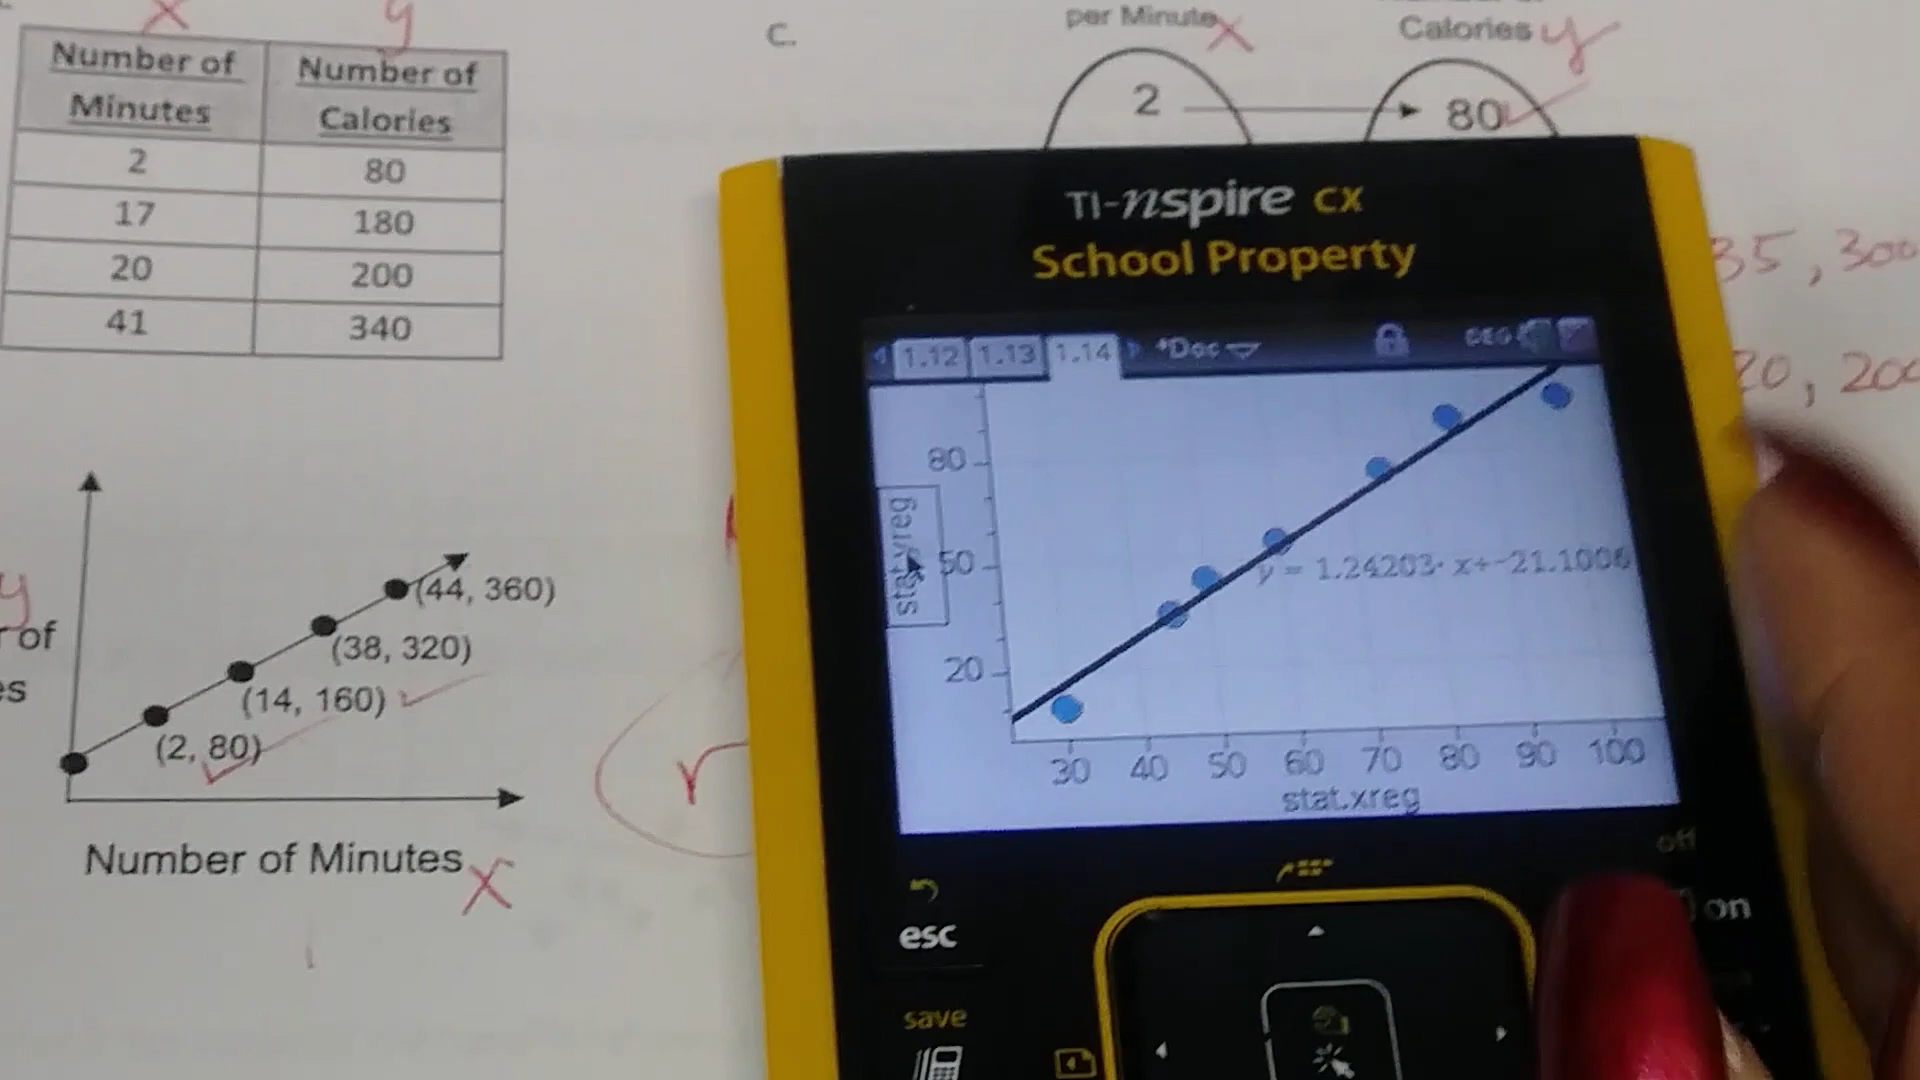 x y
Number of Minutes Number of Calories
2 80
17 180
20 200
41 340
c.
per Minute x
Calories y
2 80
35, 300
20, 200
TI-nspire CX
School Property
1.12 1.13 1.14 *Doc DEG
80
50
20
stat.yreg
y = 1.24203· x+-21.1006
30 40 50 60 70 80 90 100
stat.xreg
y
of
es
(44, 360)
(38, 320)
(14, 160)
(2, 80)
Number of Minutes x
r
off
on
esc
save